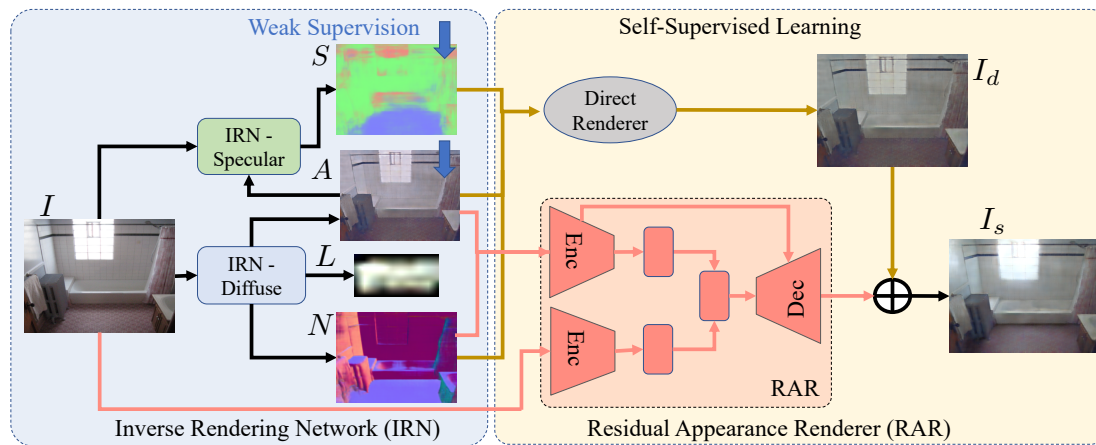 Weak Supervision
Self-Supervised Learning
S
I_d
Direct
Renderer
IRN -
Specular
A
I
Enc
I_s
IRN -
Diffuse
L
Dec
N
Enc
RAR
Inverse Rendering Network (IRN)
Residual Appearance Renderer (RAR)